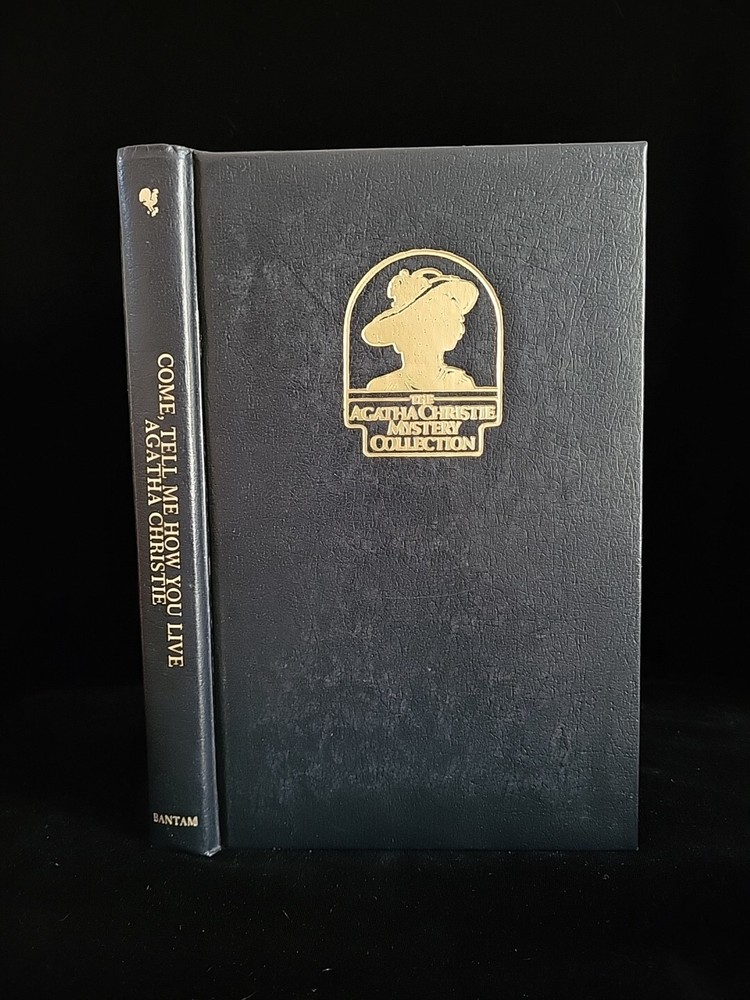 COME, TELL ME HOW YOU LIVE
AGATHA CHRISTIE
BANTAM
THE
AGATHA CHRISTIE
MYSTERY
COLLECTION